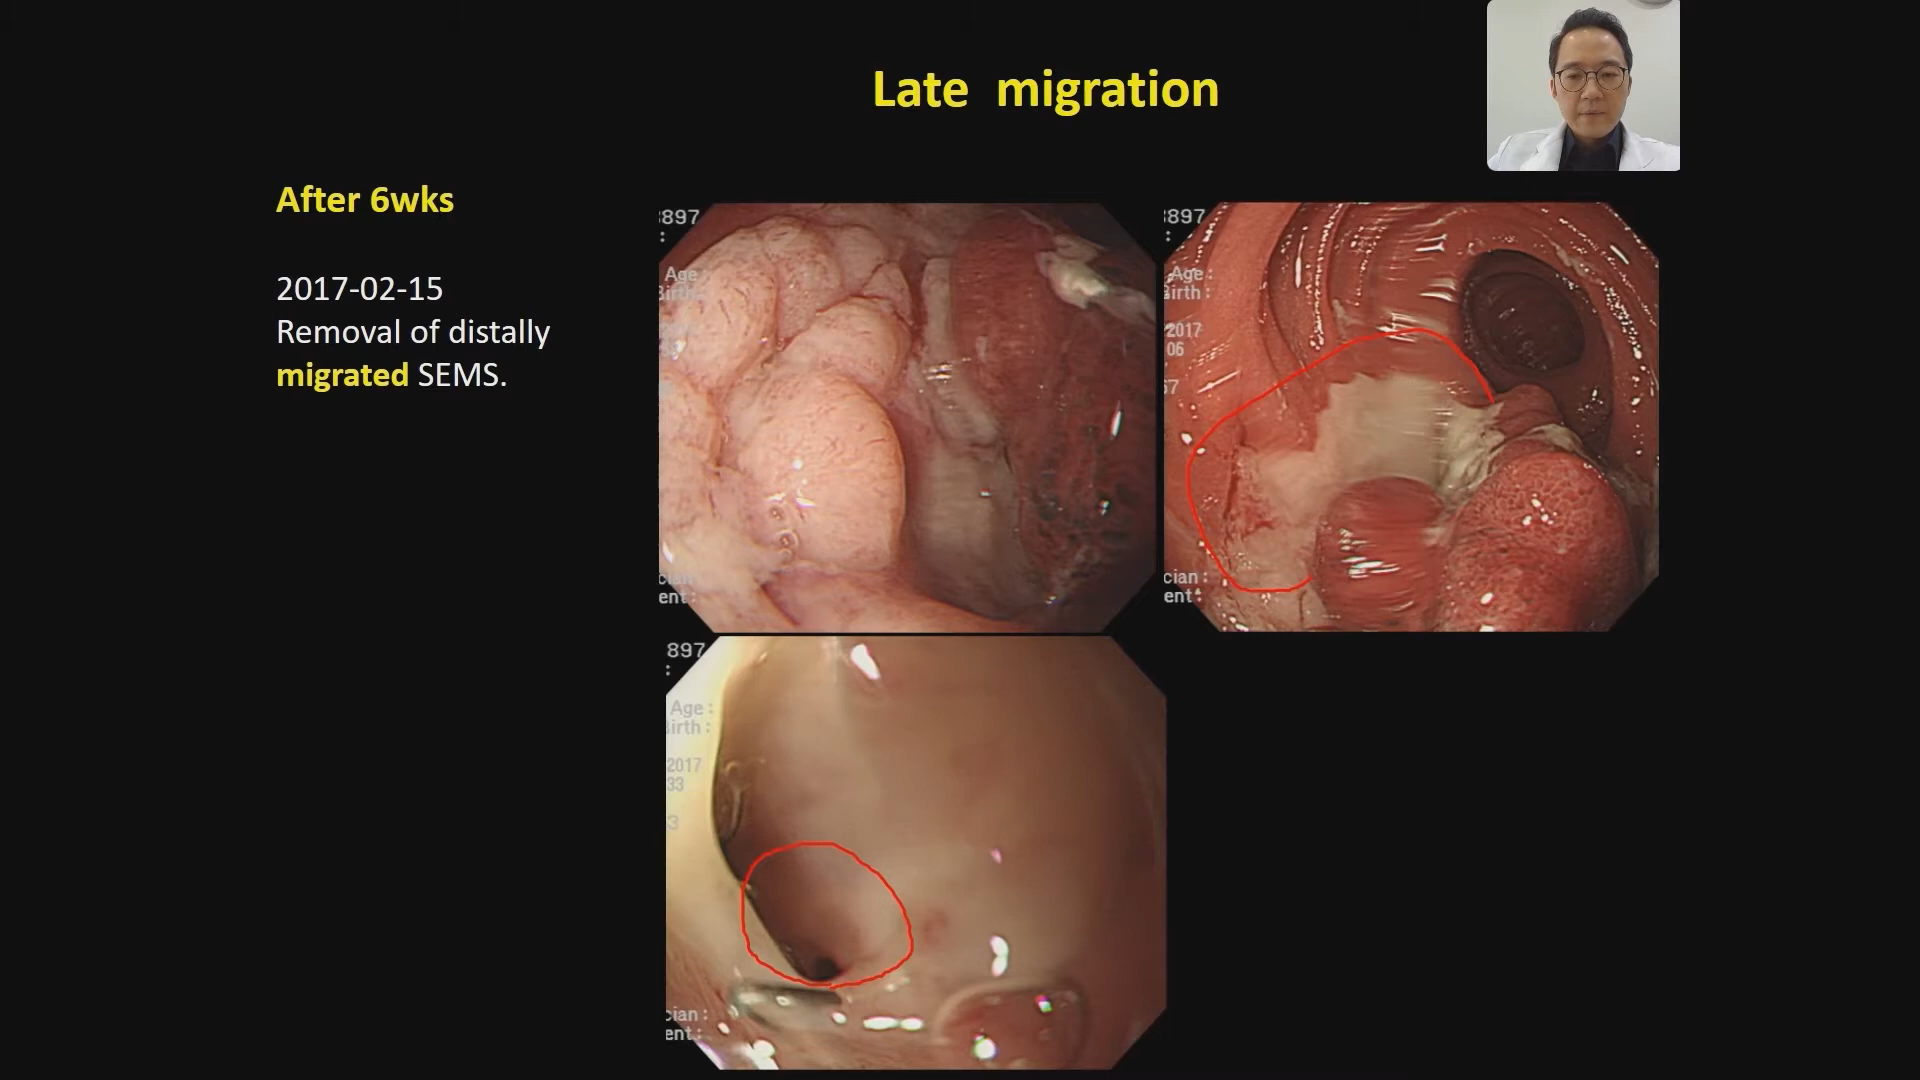 Late migration
After 6wks
2017-02-15
Removal of distally
migrated SEMS.
897
:
Age:
Birth:
cian:
ent:
897
:
Age:
Birth:
2017
06
57
cian:
ent:
897
:
Age:
Birth:
2017
33
3
cian:
ent: